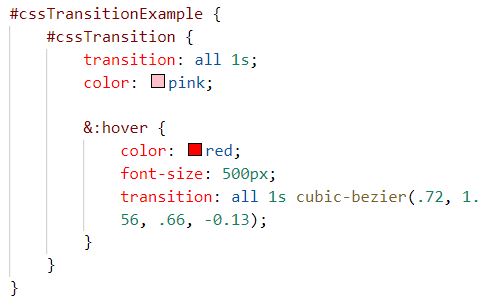 #cssTransitionExample {
#cssTransition {
transition: all 1s;
color: pink;
&:hover {
color: red;
font-size: 500px;
transition: all 1s cubic-bezier(.72, 1.
56, .66, -0.13);
}
}
}